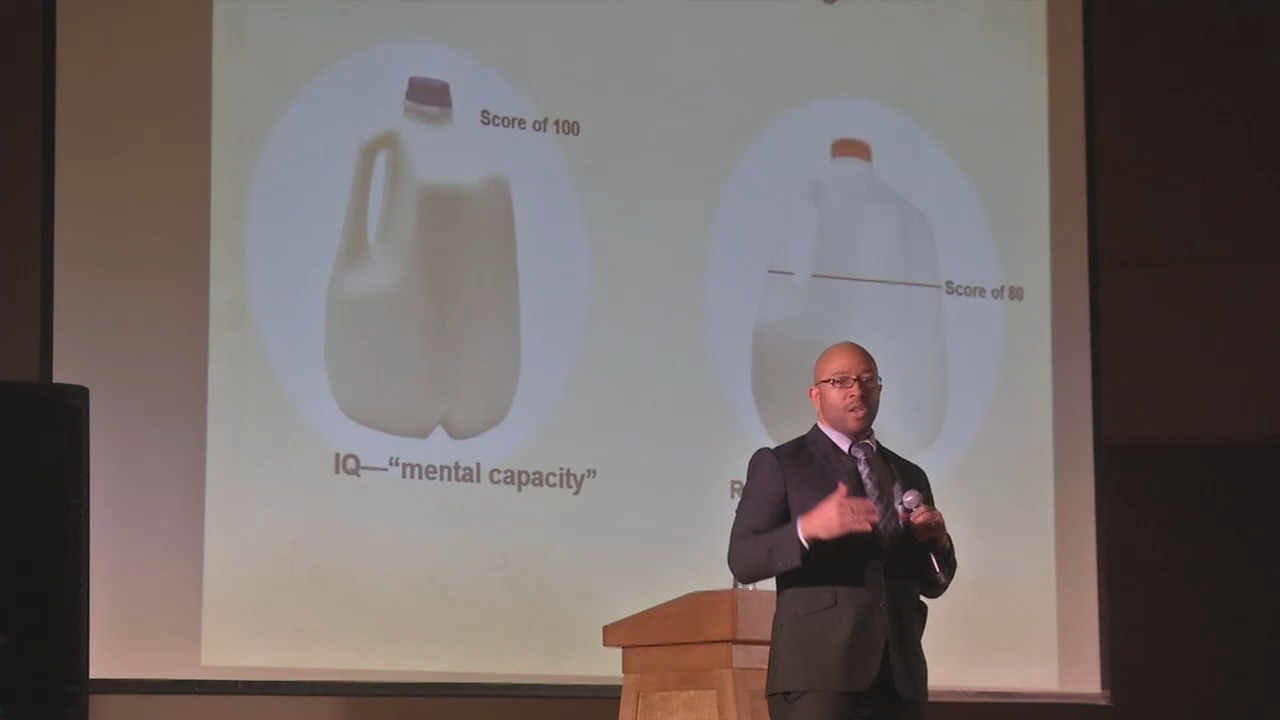 Score of 100
Score of 80
IQ—“mental capacity”